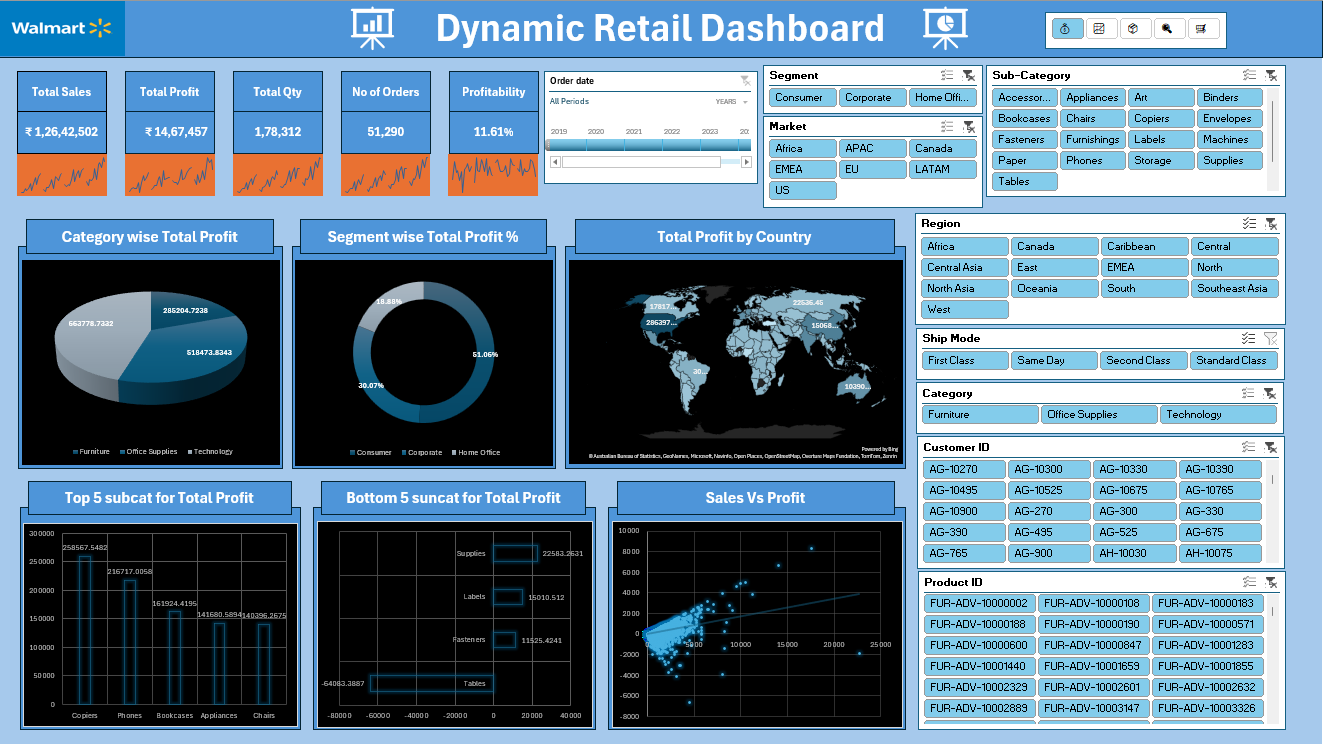 Walmart
Dynamic Retail Dashboard
Total Sales
₹ 1,26,42,502
Total Profit
₹ 14,67,457
Total Qty
1,78,312
No of Orders
51,290
Profitability
11.61%
Order date
All Periods
YEARS
2019 2020 2021 2022 2023 20
Segment
Consumer Corporate Home Offi...
Market
Africa APAC Canada
EMEA EU LATAM
US
Sub-Category
Accessor... Appliances Art Binders
Bookcases Chairs Copiers Envelopes
Fasteners Furnishings Labels Machines
Paper Phones Storage Supplies
Tables
Category wise Total Profit
285204.7238
663778.7332
518473.8343
Furniture Office Supplies Technology
Segment wise Total Profit %
18.88%
51.06%
30.07%
Consumer Corporate Home Office
Total Profit by Country
17817...
22536.45
286397...
15068...
30...
10390...
Powered by Bing
© Australian Bureau of Statistics, GeoNames, Microsoft, Navinfo, Open Places, OpenStreetMap, Overture Maps Fundation, TomTom, Zenrin
Region
Africa Canada Caribbean Central
Central Asia East EMEA North
North Asia Oceania South Southeast Asia
West
Ship Mode
First Class Same Day Second Class Standard Class
Category
Furniture Office Supplies Technology
Customer ID
AG-10270 AG-10300 AG-10330 AG-10390
AG-10495 AG-10525 AG-10675 AG-10765
AG-10900 AG-270 AG-300 AG-330
AG-390 AG-495 AG-525 AG-675
AG-765 AG-900 AH-10030 AH-10075
Product ID
FUR-ADV-10000002 FUR-ADV-10000108 FUR-ADV-10000183
FUR-ADV-10000188 FUR-ADV-10000190 FUR-ADV-10000571
FUR-ADV-10000600 FUR-ADV-10000847 FUR-ADV-10001283
FUR-ADV-10001440 FUR-ADV-10001659 FUR-ADV-10001855
FUR-ADV-10002329 FUR-ADV-10002601 FUR-ADV-10002632
FUR-ADV-10002889 FUR-ADV-10003147 FUR-ADV-10003326
Top 5 subcat for Total Profit
300000
250000
200000
150000
100000
50000
0
258567.5482
216717.0058
161924.4195
141680.5894
140396.2675
Copiers Phones Bookcases Appliances Chairs
Bottom 5 suncat for Total Profit
Supplies 22583.2631
Labels 15010.512
Fasteners 11525.4241
-64083.3887 Tables
-80000 -60000 -40000 -20000 0 20000 40000
Sales Vs Profit
10000
8000
6000
4000
2000
0
-2000
-4000
-6000
-8000
5000 10000 15000 20000 25000